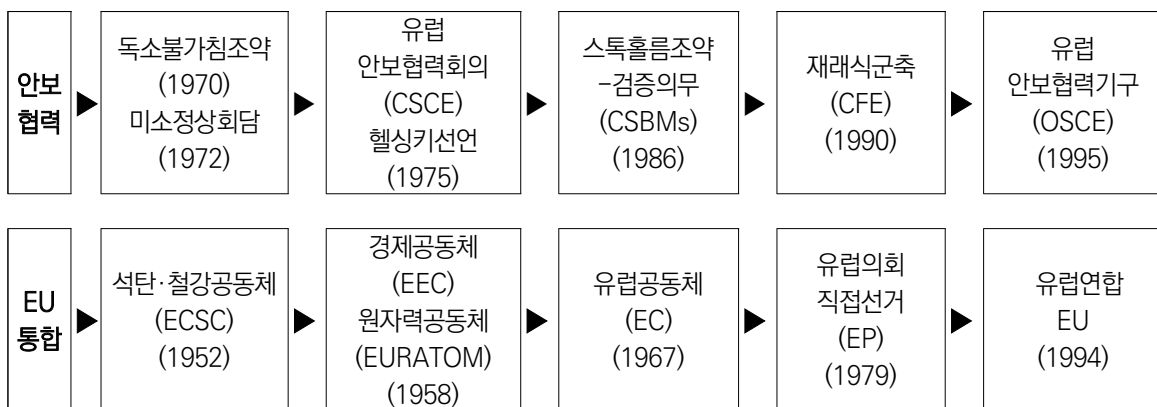 안보
협력
▶
독소불가침조약
(1970)
미소정상회담
(1972)
▶
유럽
안보협력회의
(CSCE)
헬싱키선언
(1975)
▶
스톡홀름조약
-검증의무
(CSBMs)
(1986)
▶
재래식군축
(CFE)
(1990)
▶
유럽
안보협력기구
(OSCE)
(1995)
EU
통합
▶
석탄·철강공동체
(ECSC)
(1952)
▶
경제공동체
(EEC)
원자력공동체
(EURATOM)
(1958)
▶
유럽공동체
(EC)
(1967)
▶
유럽의회
직접선거
(EP)
(1979)
▶
유럽연합
EU
(1994)